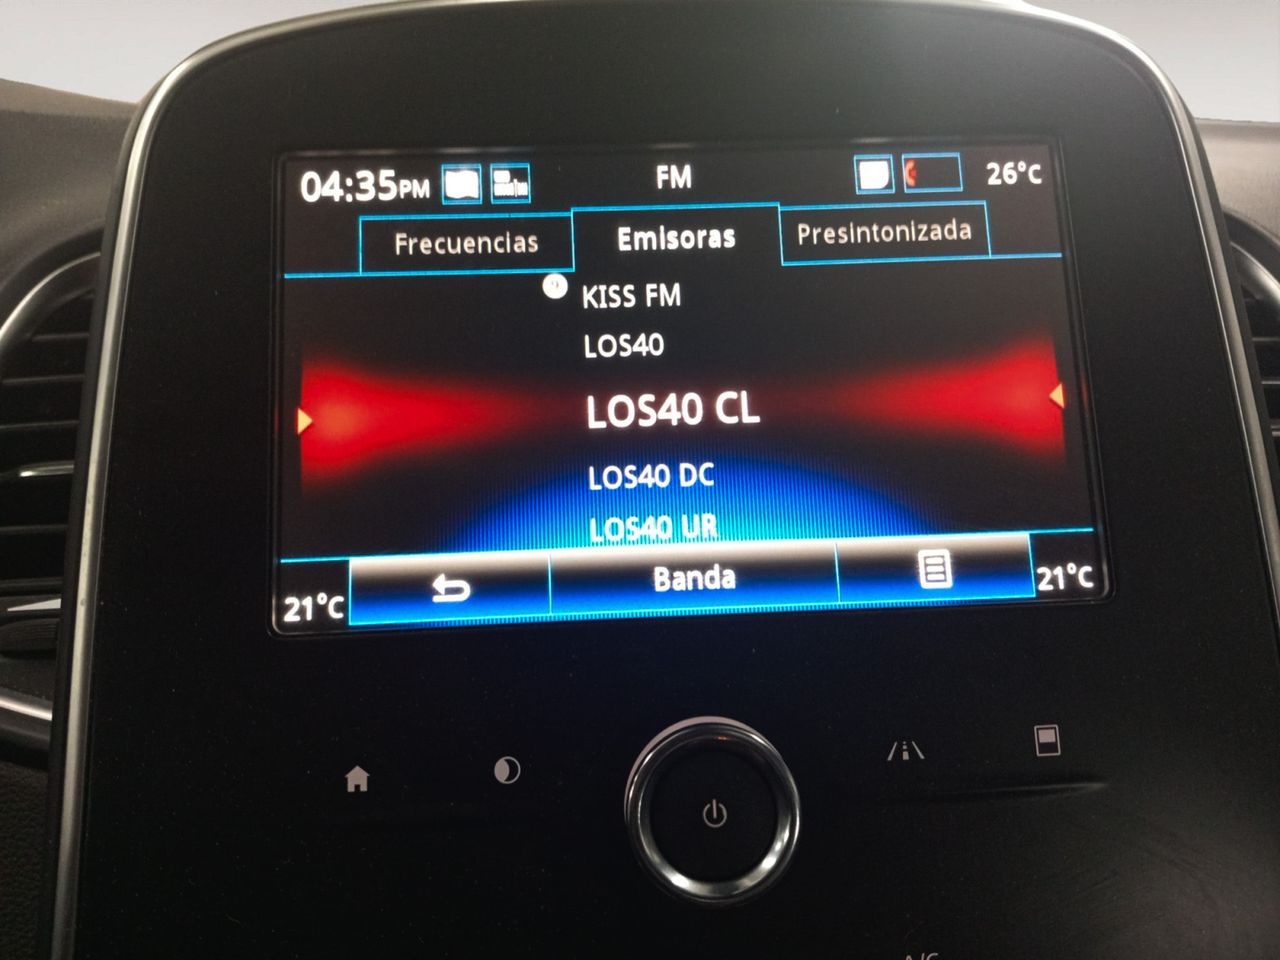 04:35PM FM 26°C
Frecuencias Emisoras Presintonizada
KISS FM
LOS40
LOS40 CL
LOS40 DC
LOS40 UR
21°C Banda 21°C
A/C